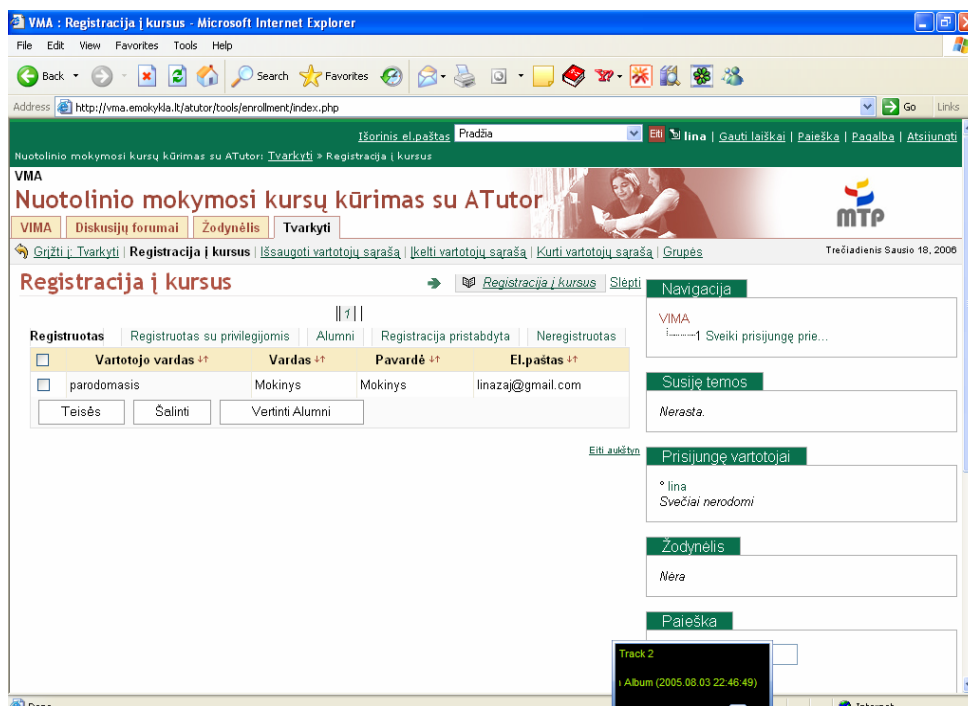 VMA : Registracija į kursus - Microsoft Internet Explorer
File Edit View Favorites Tools Help
Back Search Favorites
Address http://vma.emokykla.lt/atutor/tools/enrollment/index.php Go Links
Išorinis el.paštas Pradžia Eiti lina | Gauti laiškai | Paieška | Pagalba | Atsijungti
Nuotolinio mokymosi kursų kūrimas su ATutor: Tvarkyti > Registracija į kursus
VMA
Nuotolinio mokymosi kursų kūrimas su ATutor
MTP
VIMA Diskusijų forumai Žodynėlis Tvarkyti
Grįžti į: Tvarkyti | Registracija į kursus | Išsaugoti vartotojų sąrašą | Įkelti vartotojų sąrašą | Kurti vartotojų sąrašą | Grupės
Trečiadienis Sausio 18, 2006
Registracija į kursus
Registracija į kursus Slėpti
1
Registruotas Registruotas su privilegijomis Alumni Registracija pristabdyta Neregistruotas
Vartotojo vardas Vardas Pavardė El.paštas
parodomasis Mokinys Mokinys linazaj@gmail.com
Teisės Šalinti Vertinti Alumni
Eiti aukštyn
Navigacija
VIMA
1 Sveiki prisijungę prie...
Susiję temos
Nerasta.
Prisijungę vartotojai
° lina
Svečiai nerodomi
Žodynėlis
Nėra
Paieška
Track 2
Album (2005.08.03 22:46:49)